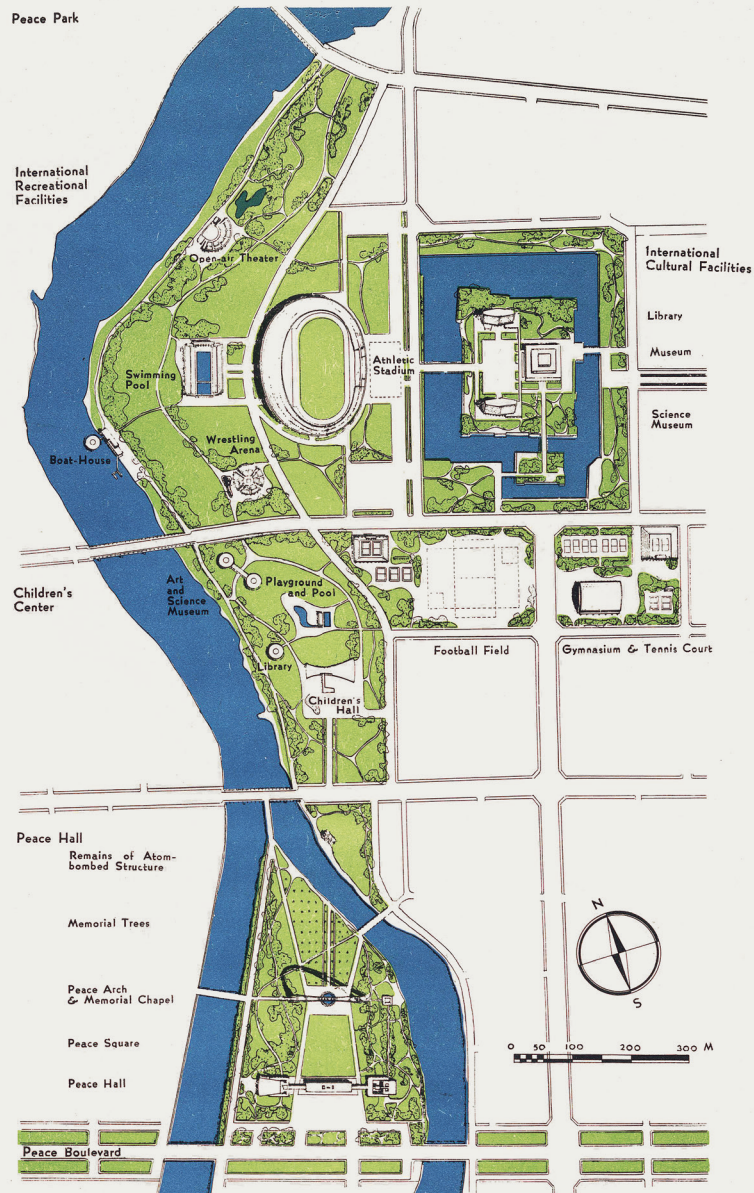 Peace Park
International
Recreational
Facilities
Open-air Theater
International
Cultural Facilities
Library
Museum
Athletic
Stadium
Swimming
Pool
Science
Museum
Wrestling
Arena
Boat-House
Children's
Center
Art
and
Science
Museum
Playground
and Pool
Library
Football Field
Gymnasium & Tennis Court
Children's
Hall
Peace Hall
Remains of Atom-
bombed Structure
Memorial Trees
N
Peace Arch
& Memorial Chapel
S
Peace Square
0 50 100 200 300 M
Peace Hall
Peace Boulevard